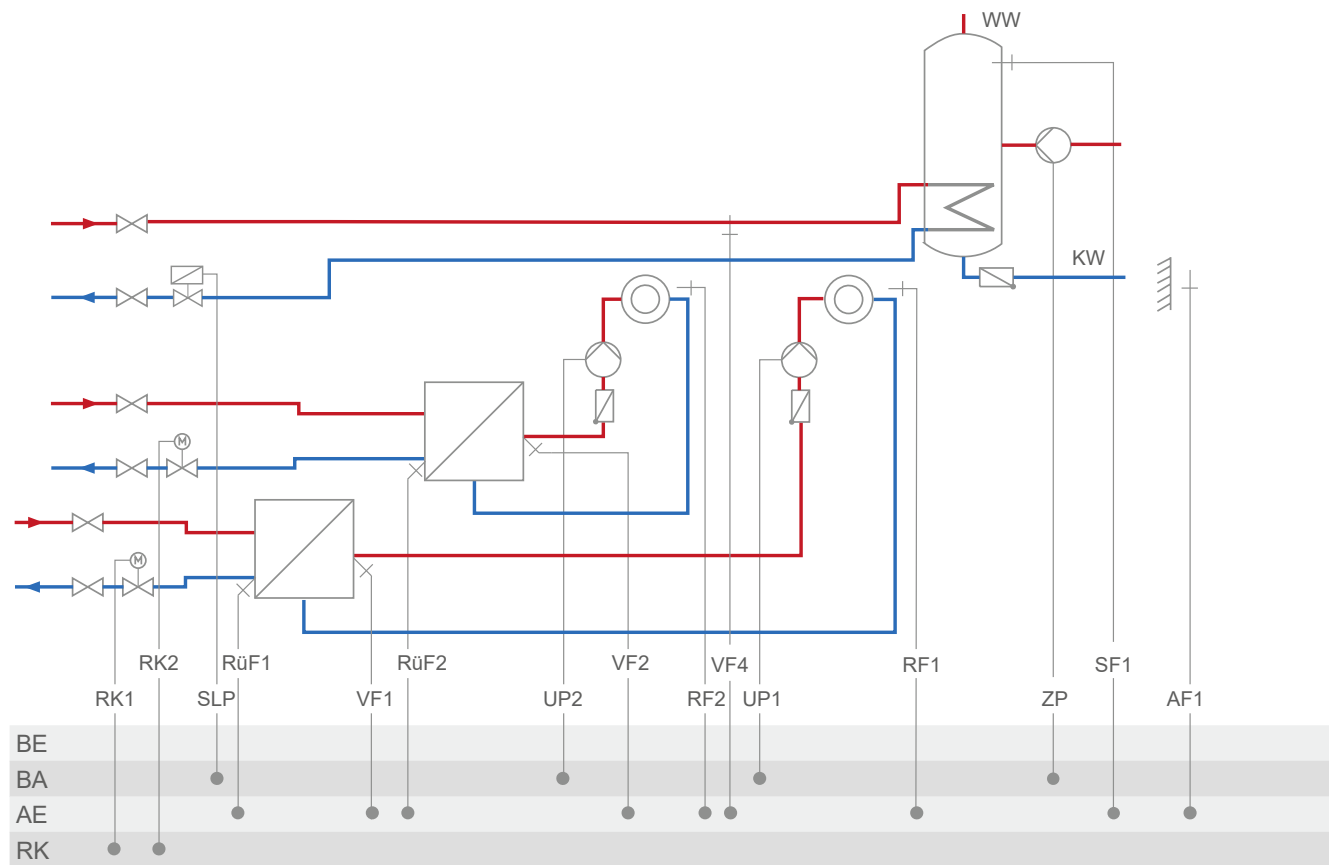 WW
KW
M
M
RK2 RüF1 RüF2 VF2 VF4 RF1 SF1
RK1 SLP VF1 UP2 RF2 UP1 ZP AF1
BE
BA
AE
RK